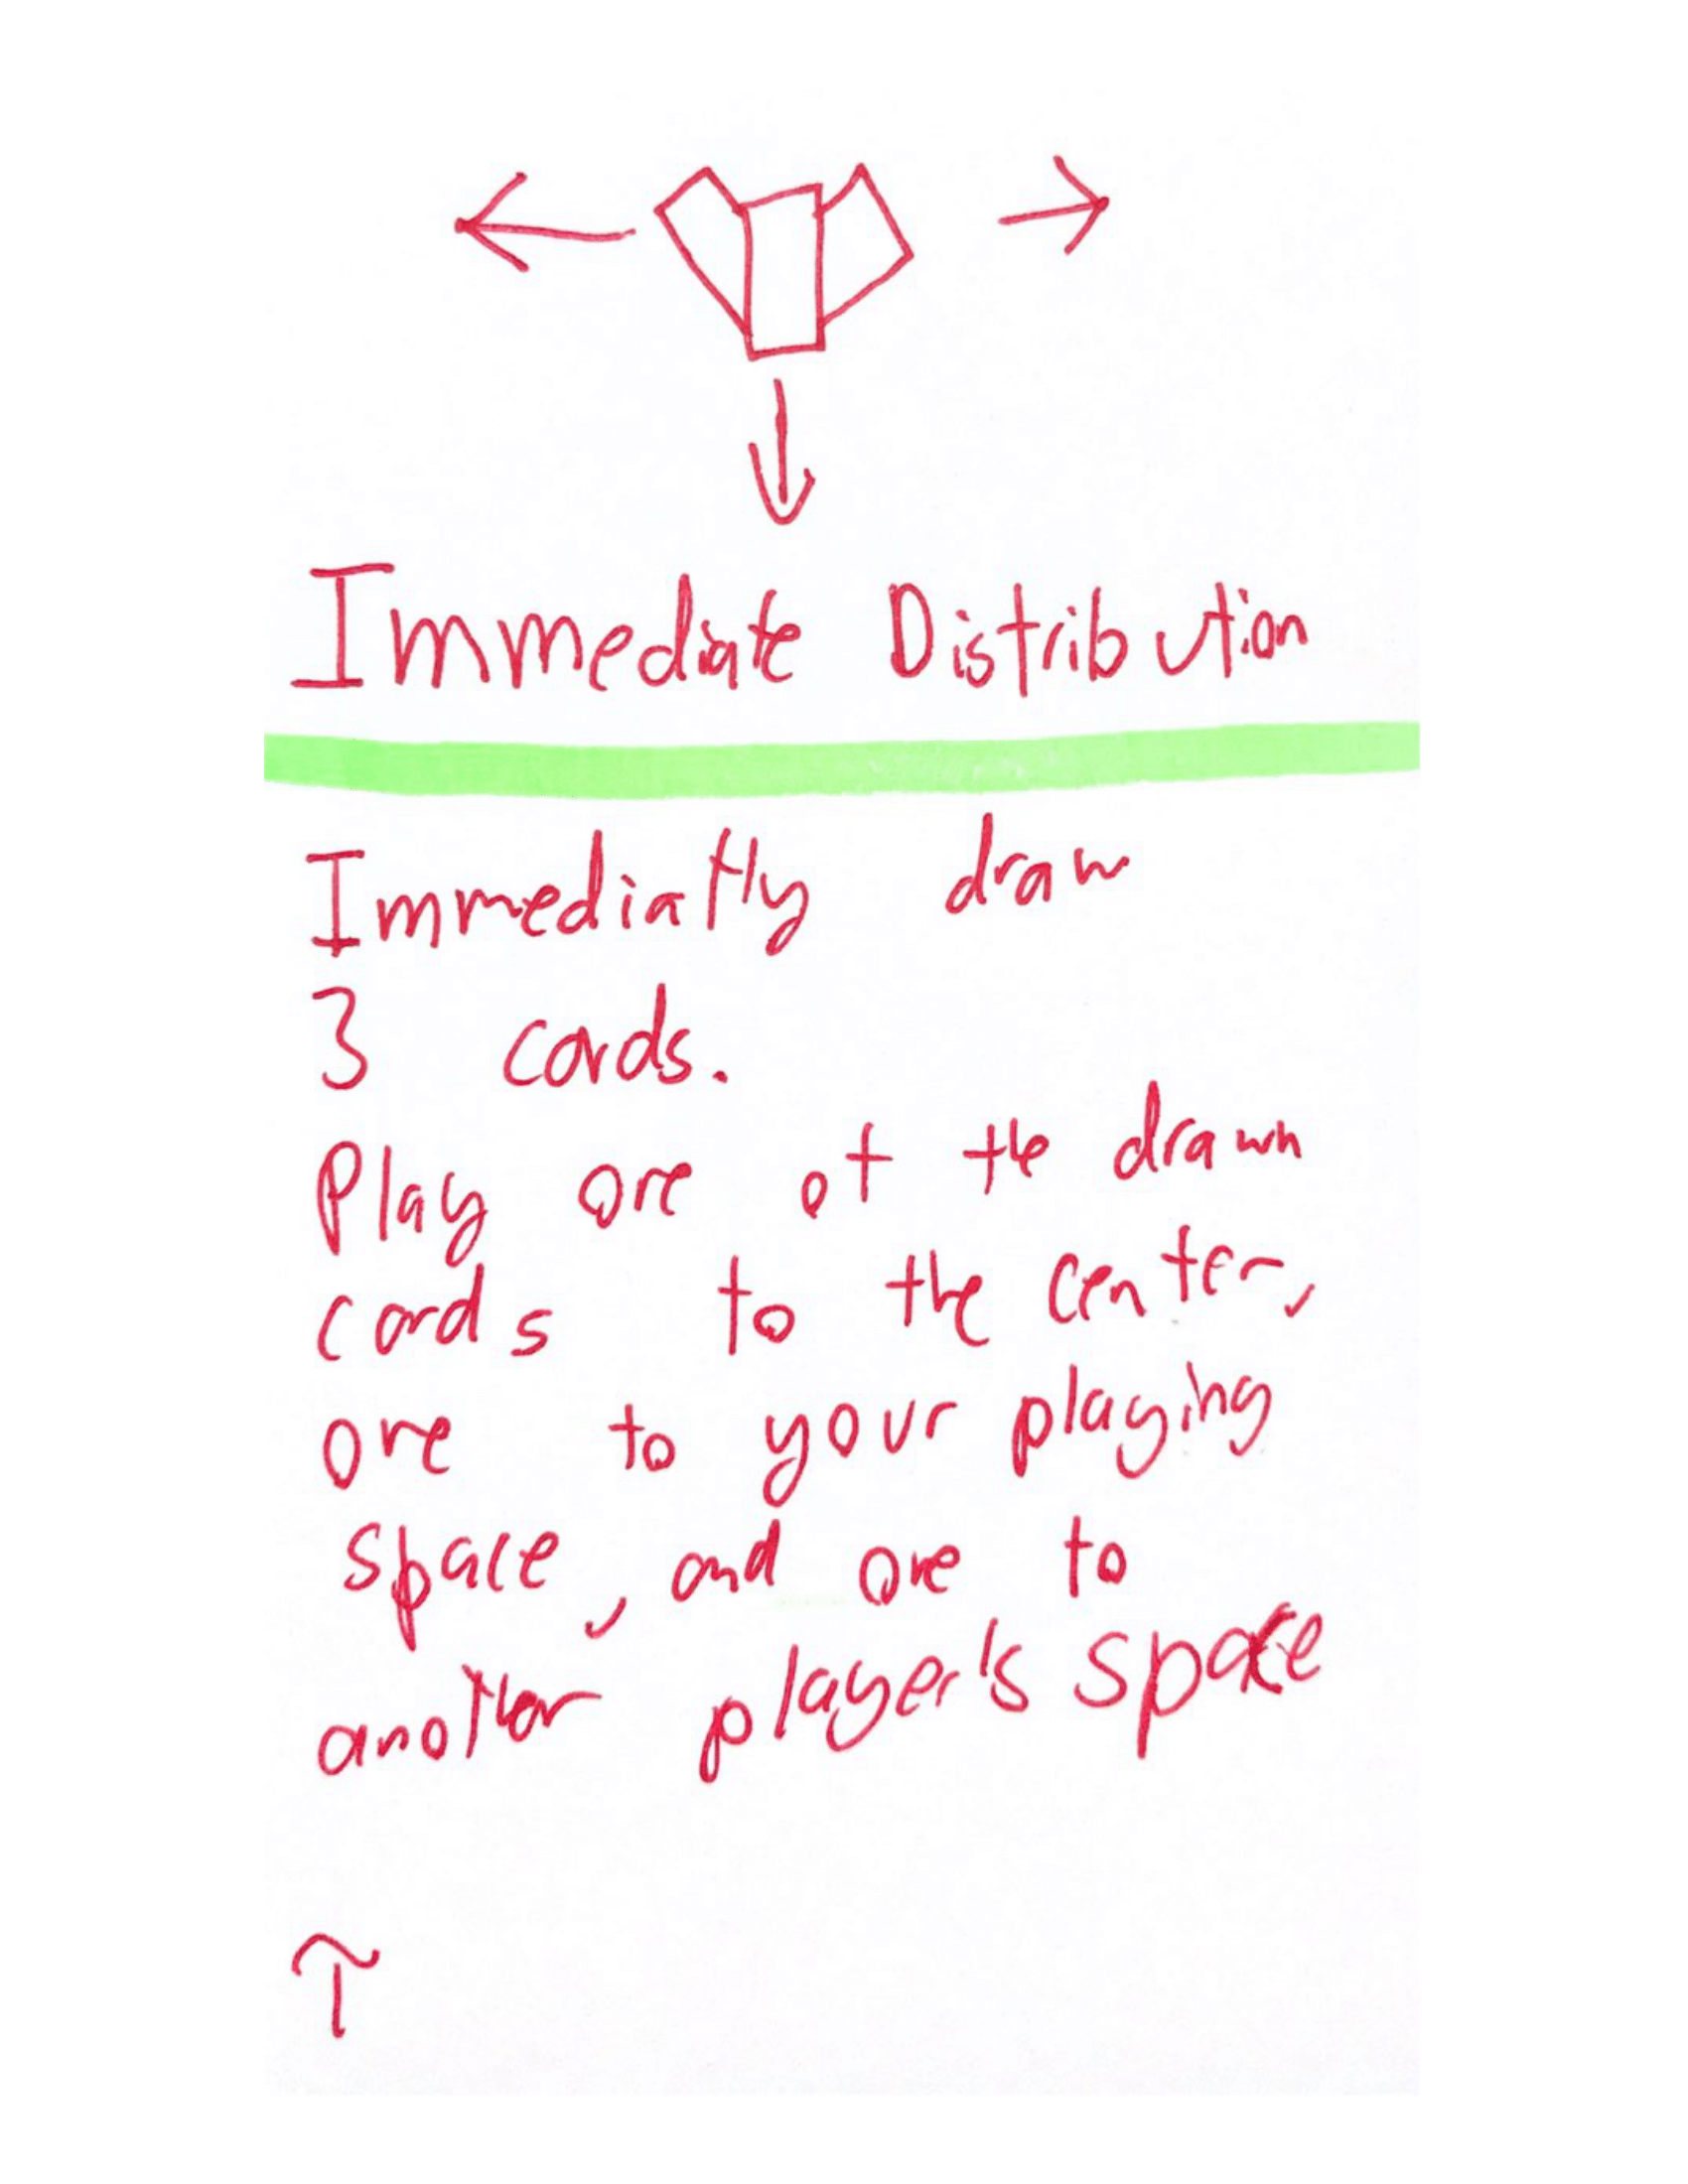 Immediate Distribution
Immediatly draw
3 cards.
Play one of the drawn
cards to the center,
one to your playing
space, and one to
another player's space
T